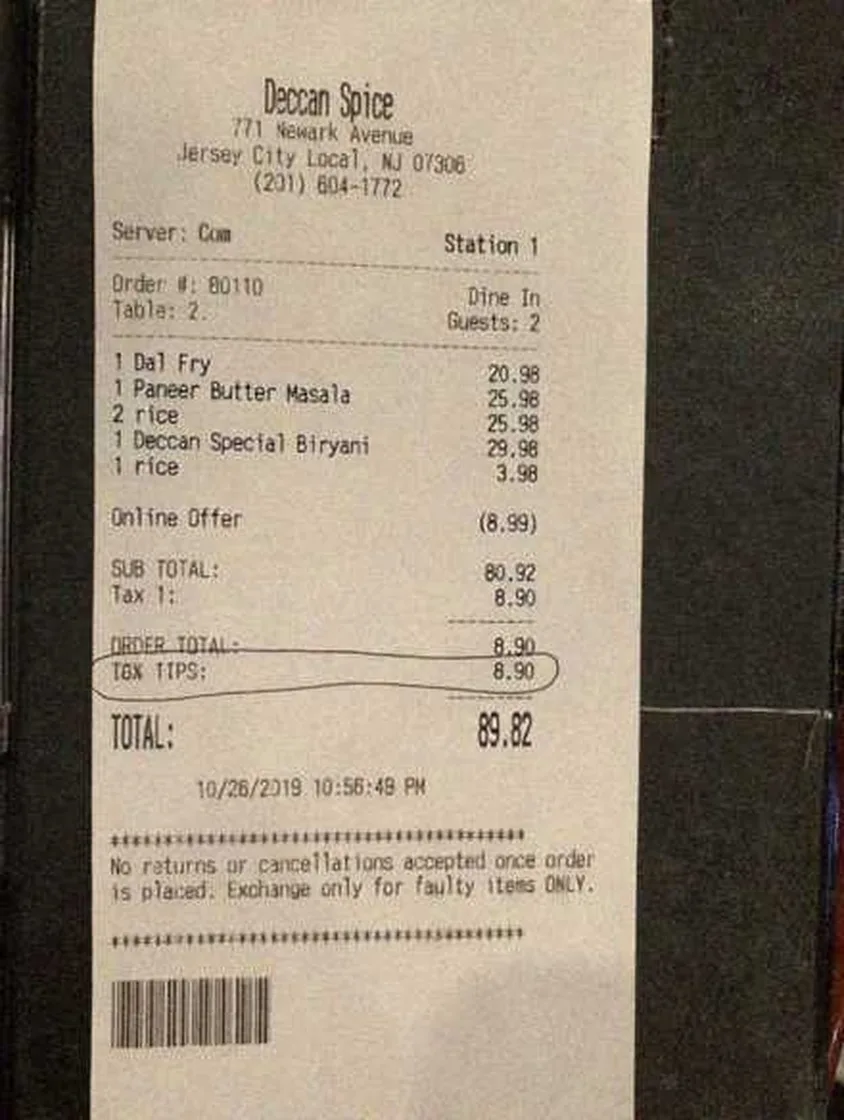 Deccan Spice
771 Newark Avenue
Jersey City Local, NJ 07306
(201) 604-1772
Server: Com
Station 1
Order #: 80110
Dine In
Table: 2.
Guests: 2
1 Dal Fry 20.98
1 Paneer Butter Masala 25.98
2 rice 25.98
1 Deccan Special Biryani 29.98
1 rice 3.98
Online Offer (8.99)
SUB TOTAL: 80.92
Tax 1: 8.90
ORDER TOTAL: 8.90
TGX TIPS: 8.90
TOTAL: 89.82
10/26/2019 10:56:49 PM
No returns or cancellations accepted once order
is placed. Exchange only for faulty items ONLY.